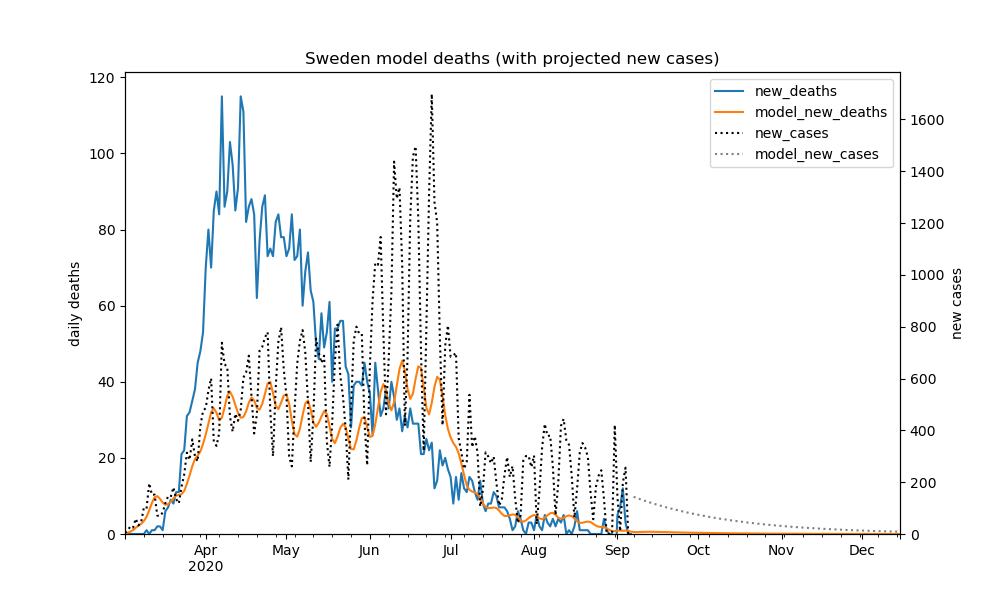 Sweden model deaths (with projected new cases)
120
100
80
60
40
20
0
daily deaths
1600
1400
1200
1000
800
600
400
200
0
new cases
new_deaths
model_new_deaths
new_cases
model_new_cases
Apr
2020
May
Jun
Jul
Aug
Sep
Oct
Nov
Dec